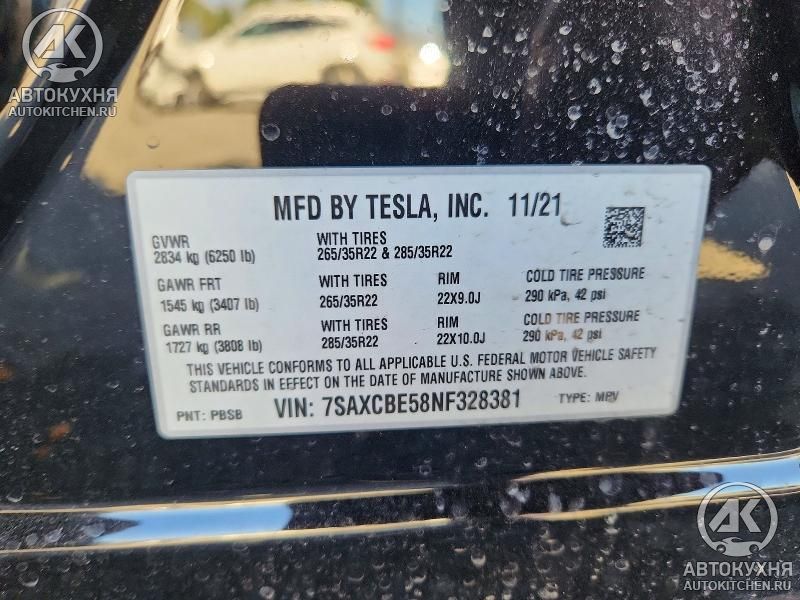 АК
АВТОКУХНЯ
AUTOKITCHEN.RU
MFD BY TESLA, INC. 11/21
GVWR WITH TIRES
2834 kg (6250 lb) 265/35R22 & 285/35R22
GAWR FRT RIM COLD TIRE PRESSURE
1545 kg (3407 lb) 265/35R22 22X9.0J 290 kPa, 42 psi
GAWR RR RIM COLD TIRE PRESSURE
1727 kg (3808 lb) 285/35R22 22X10.0J 290 kPa, 42 psi
THIS VEHICLE CONFORMS TO ALL APPLICABLE U.S. FEDERAL MOTOR VEHICLE SAFETY
STANDARDS IN EFFECT ON THE DATE OF MANUFACTURE SHOWN ABOVE.
PNT: PBSB VIN: 7SAXCBE58NF328381 TYPE: MPV
АК
АВТОКУХНЯ
AUTOKITCHEN.RU